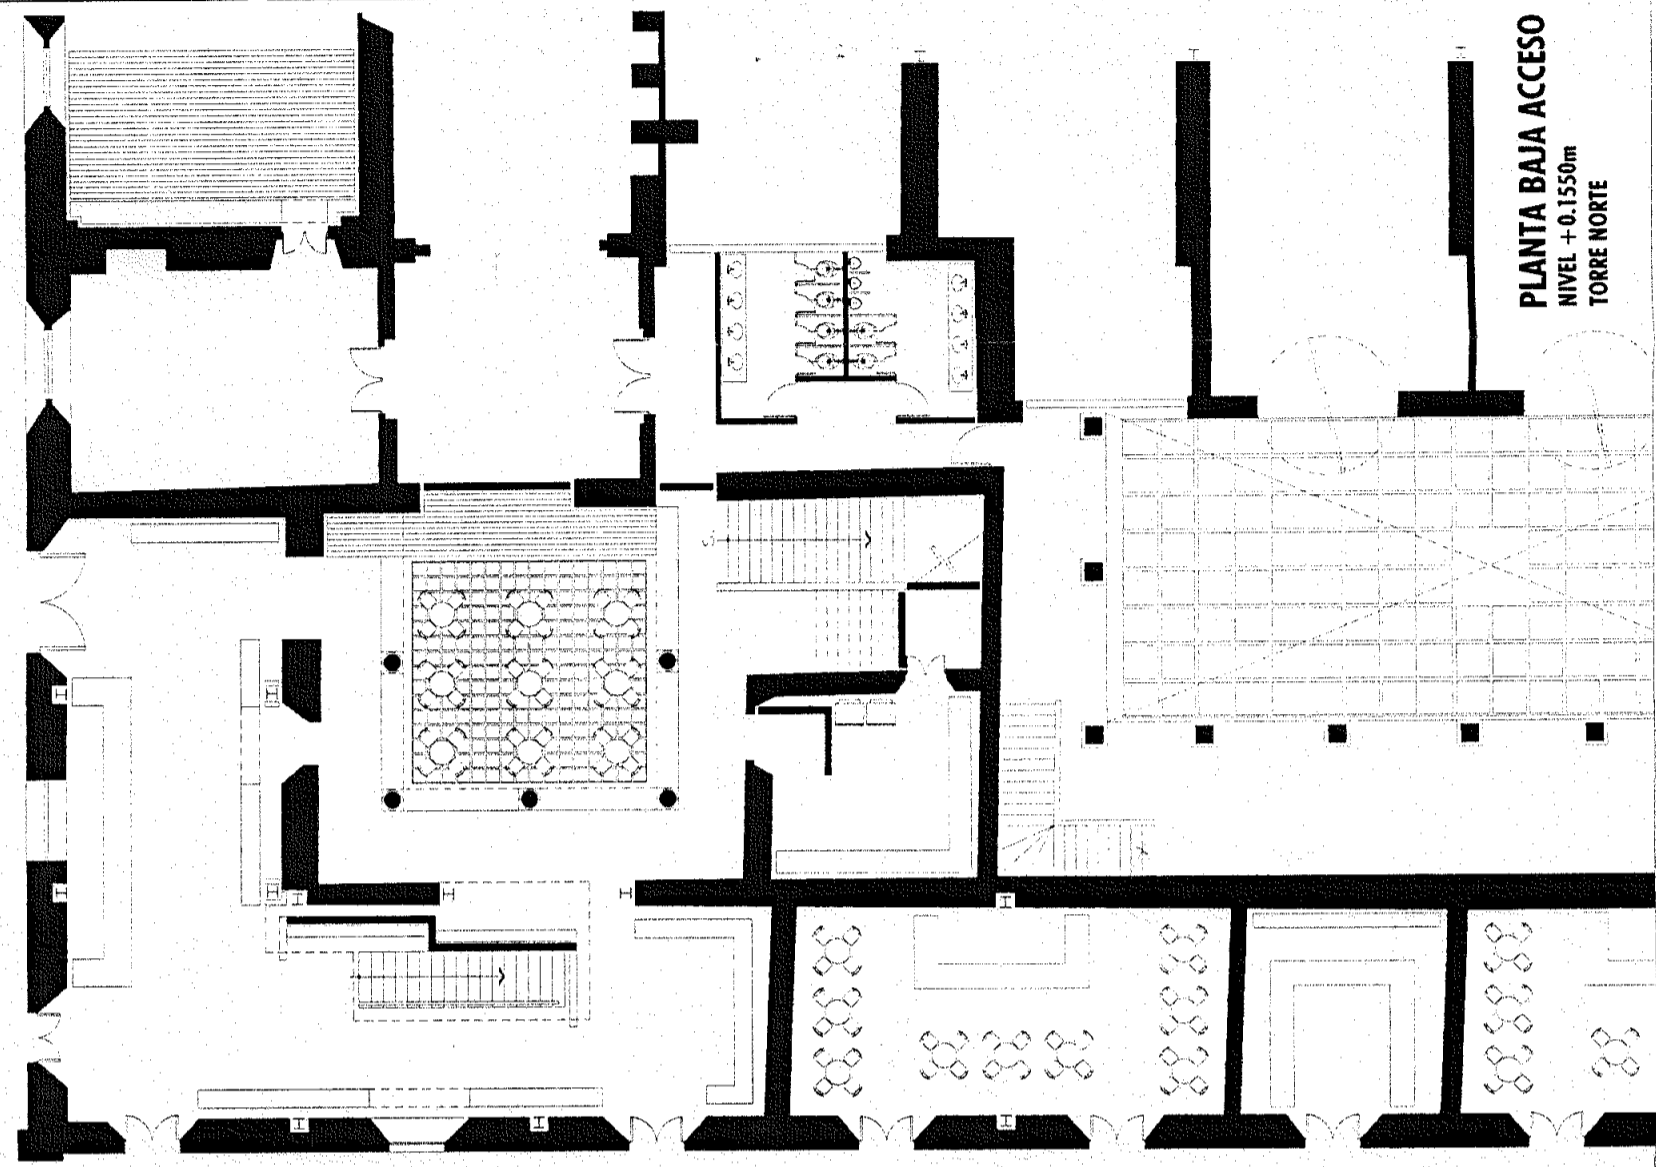 PLANTA BAJA ACCESO
NIVEL +0.1550m
TORRE NORTE
S.